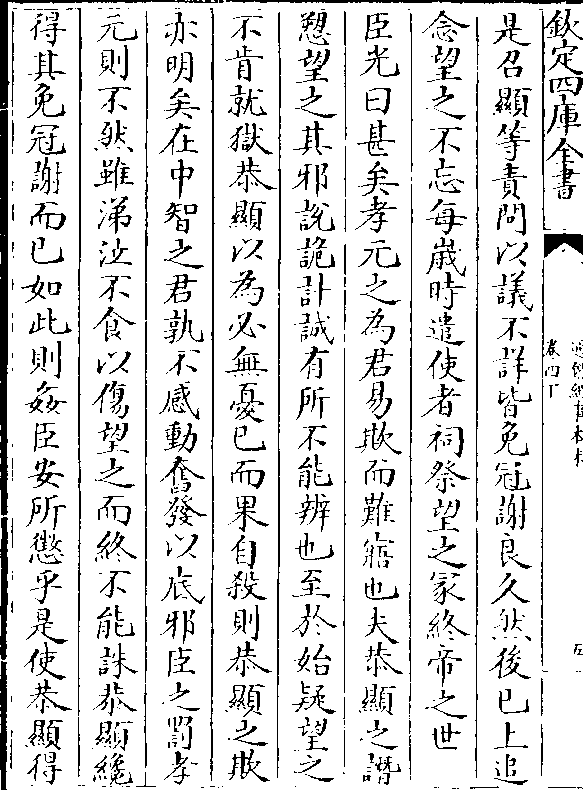 欽定四庫全書
卷四下
是召顯等責問以議不詳皆免冠謝良久然後已上追
念望之不忘每歲時遣使者祠祭望之冢終帝之世
臣光曰甚矣孝元之為君易欺而難寤也夫恭顯之譖
愬望之其邪說詭計誠有所不能辨也至於始疑望之
不肯就獄恭顯以為必無憂已而果自殺則恭顯之欺
亦明矣在中智之君孰不感動奮發以底邪臣之罰孝
元則不然雖涕泣不食以傷望之而終不能誅恭顯纔
得其免冠謝而已如此則姦臣安所懲乎是使恭顯得